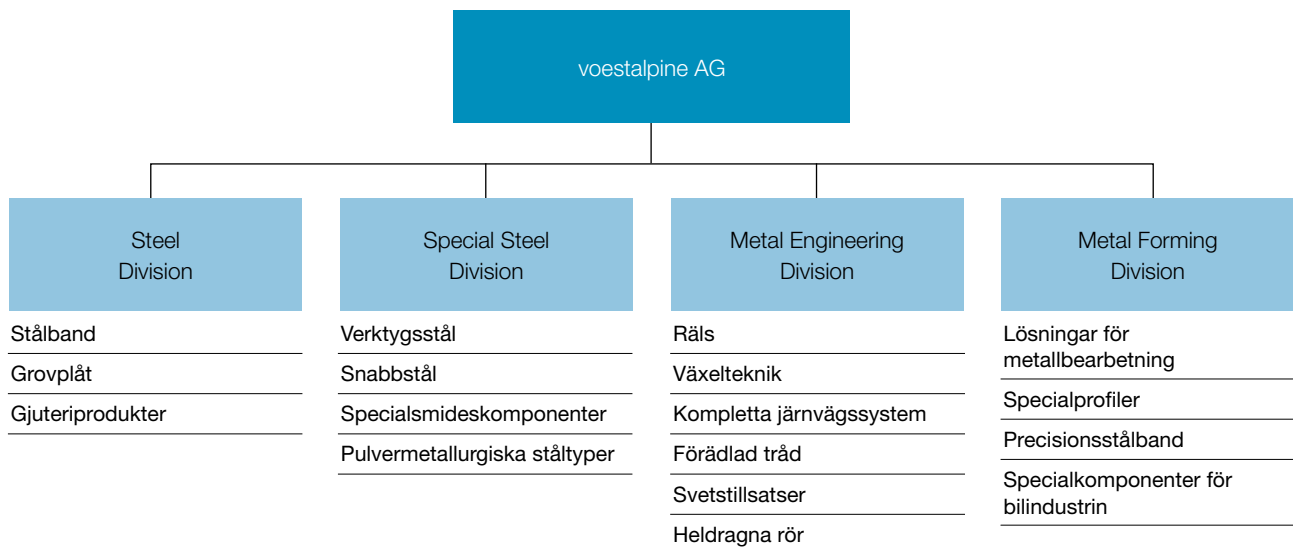 voestalpine AG
Steel
Division
Stålband
Grovplåt
Gjuteriprodukter
Special Steel
Division
Verktygsstål
Snabbstål
Specialsmideskomponenter
Pulvermetallurgiska ståltyper
Metal Engineering
Division
Räls
Växelteknik
Kompletta järnvägssystem
Förädlad tråd
Svetstillsatser
Heldragna rör
Metal Forming
Division
Lösningar för
metallbearbetning
Specialprofiler
Precisionsstålband
Specialkomponenter för
bilindustrin